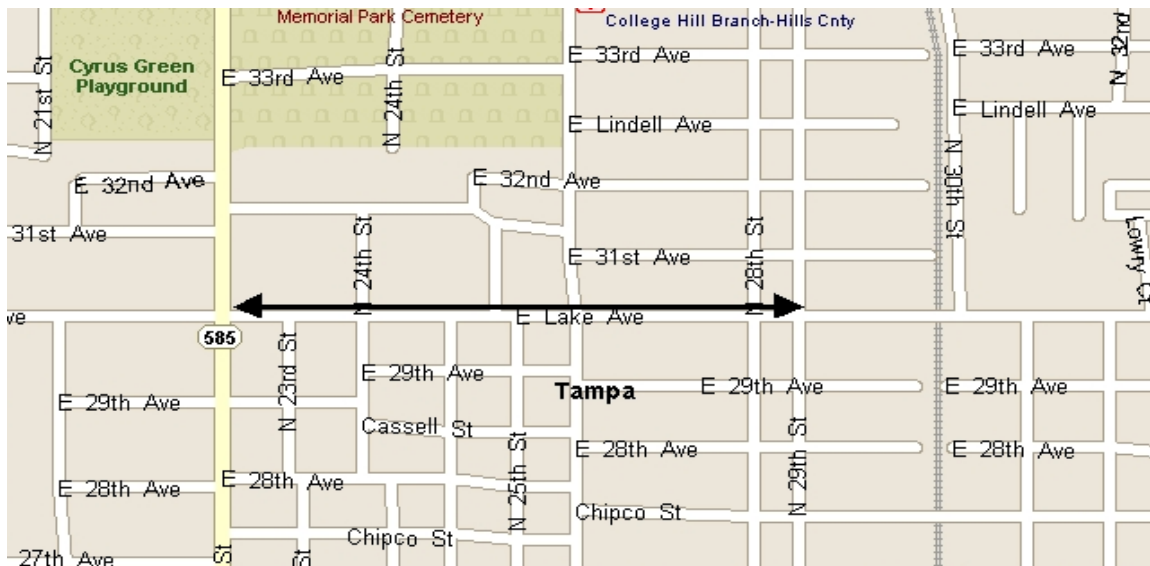 Memorial Park Cemetery
College Hill Branch-Hills Cnty
N 21st St
Cyrus Green
Playground
E 33rd Ave
N 24th St
E 33rd Ave
E 33rd Ave
N 32nd
E Lindell Ave
E Lindell Ave
E 32nd Ave
E 32nd Ave
N 30th St
31st Ave
N 24th St
E 31st Ave
N 28th St
Lowry Ct
ve
E Lake Ave
585
N 23rd St
E 29th Ave
E 29th Ave
Tampa
E 29th Ave
E 29th Ave
Cassell St
N 25th St
E 28th Ave
N 29th St
E 28th Ave
E 28th Ave
E 28th Ave
Chipco St
Chipco St
27th Ave
St
St